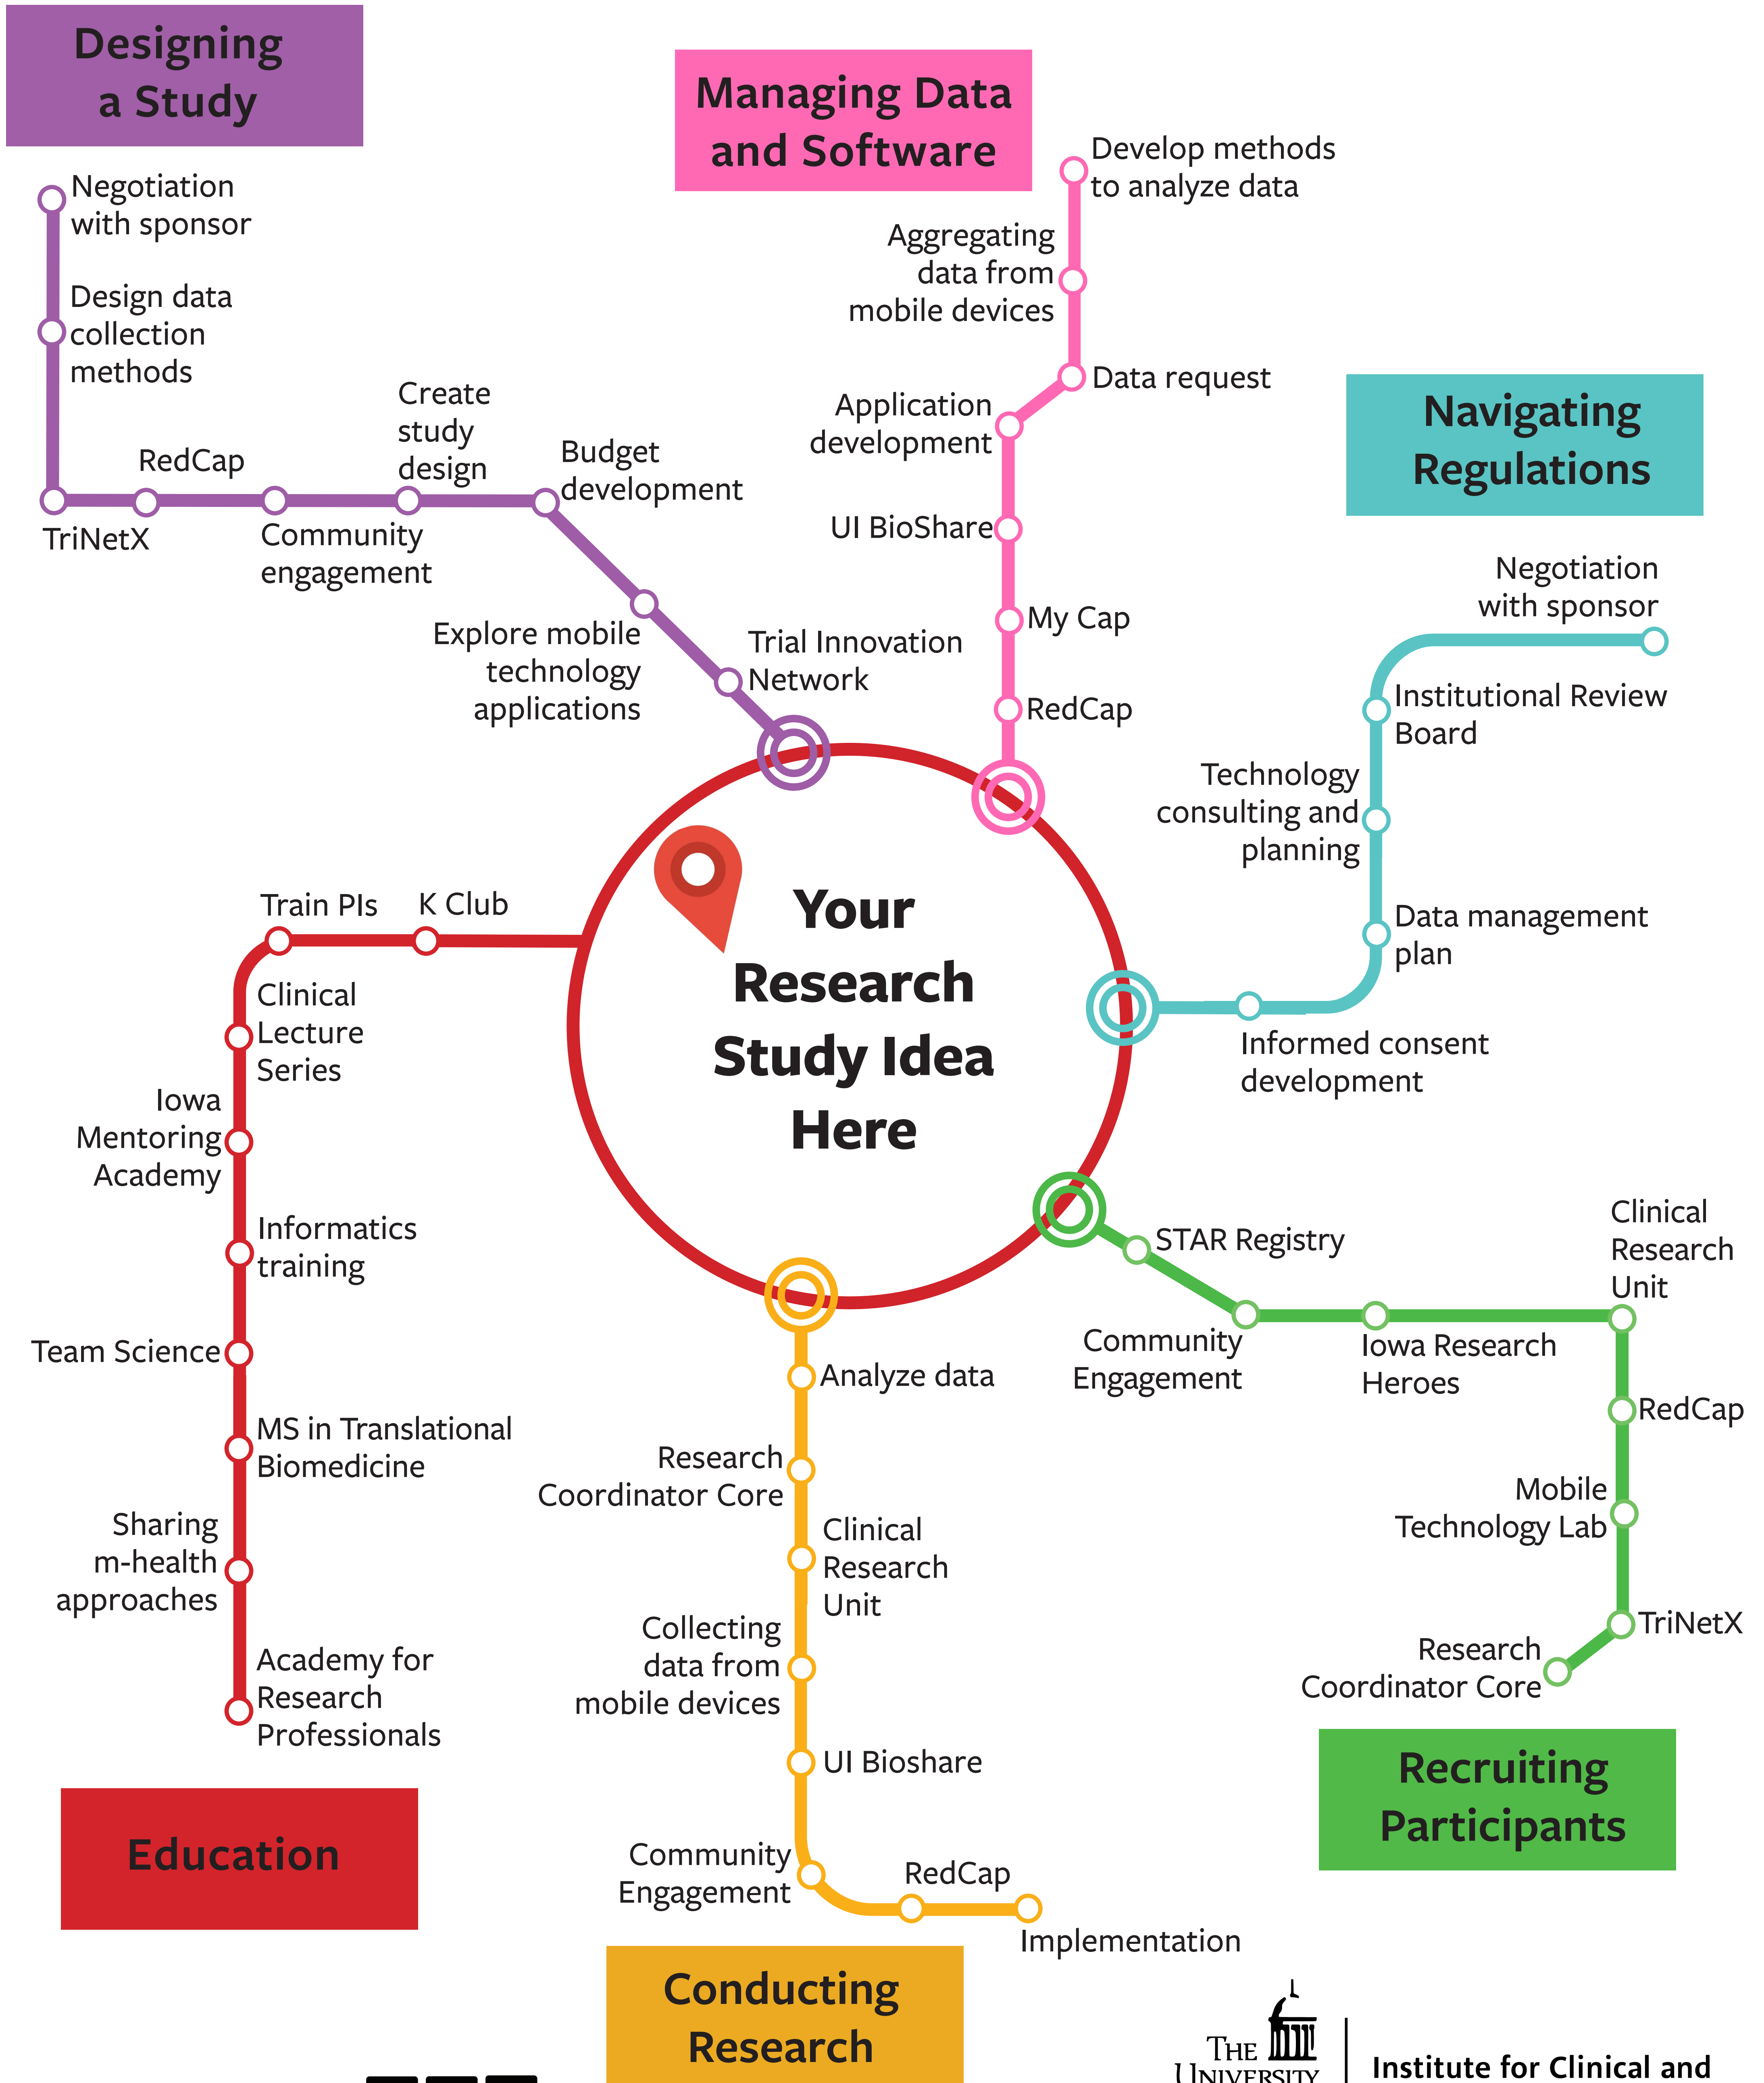 Designing
a Study
Managing Data
and Software
Negotiation
with sponsor
Design data
collection
methods
TriNetX
RedCap
Community
engagement
Create
study
design
Budget
development
Explore mobile
technology
applications
Trial Innovation
Network
Develop methods
to analyze data
Aggregating
data from
mobile devices
Data request
Application
development
UI BioShare
My Cap
RedCap
Navigating
Regulations
Negotiation
with sponsor
Institutional Review
Board
Technology
consulting and
planning
Data management
plan
Informed consent
development
Your
Research
Study Idea
Here
Train PIs
K Club
Clinical
Lecture
Series
Iowa
Mentoring
Academy
Informatics
training
Team Science
MS in Translational
Biomedicine
Sharing
m-health
approaches
Academy for
Research
Professionals
Education
STAR Registry
Community
Engagement
Iowa Research
Heroes
Clinical
Research
Unit
RedCap
Mobile
Technology Lab
TriNetX
Research
Coordinator Core
Recruiting
Participants
Analyze data
Research
Coordinator Core
Clinical
Research
Unit
Collecting
data from
mobile devices
UI Bioshare
Community
Engagement
RedCap
Implementation
Conducting
Research
THE
UNIVERSITY
Institute for Clinical and